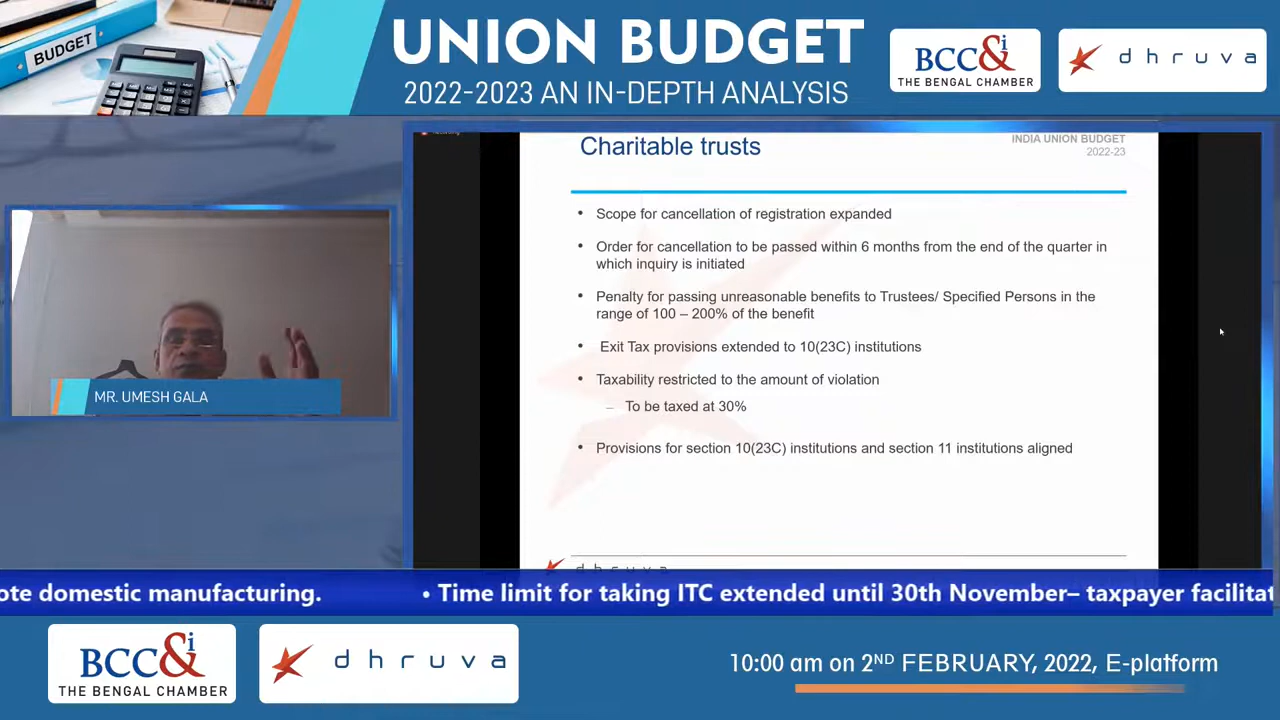 BUDGET
UNION BUDGET
2022-2023 AN IN-DEPTH ANALYSIS
BCC&i
THE BENGAL CHAMBER
dhruva
Charitable trusts
INDIA UNION BUDGET
2022-23
• Scope for cancellation of registration expanded
• Order for cancellation to be passed within 6 months from the end of the quarter in
which inquiry is initiated
• Penalty for passing unreasonable benefits to Trustees/ Specified Persons in the
range of 100 – 200% of the benefit
• Exit Tax provisions extended to 10(23C) institutions
• Taxability restricted to the amount of violation
– To be taxed at 30%
• Provisions for section 10(23C) institutions and section 11 institutions aligned
dhruva
MR. UMESH GALA
ote domestic manufacturing. • Time limit for taking ITC extended until 30th November– taxpayer facilitat
BCC&i
THE BENGAL CHAMBER
dhruva
10:00 am on 2ND FEBRUARY, 2022, E-platform